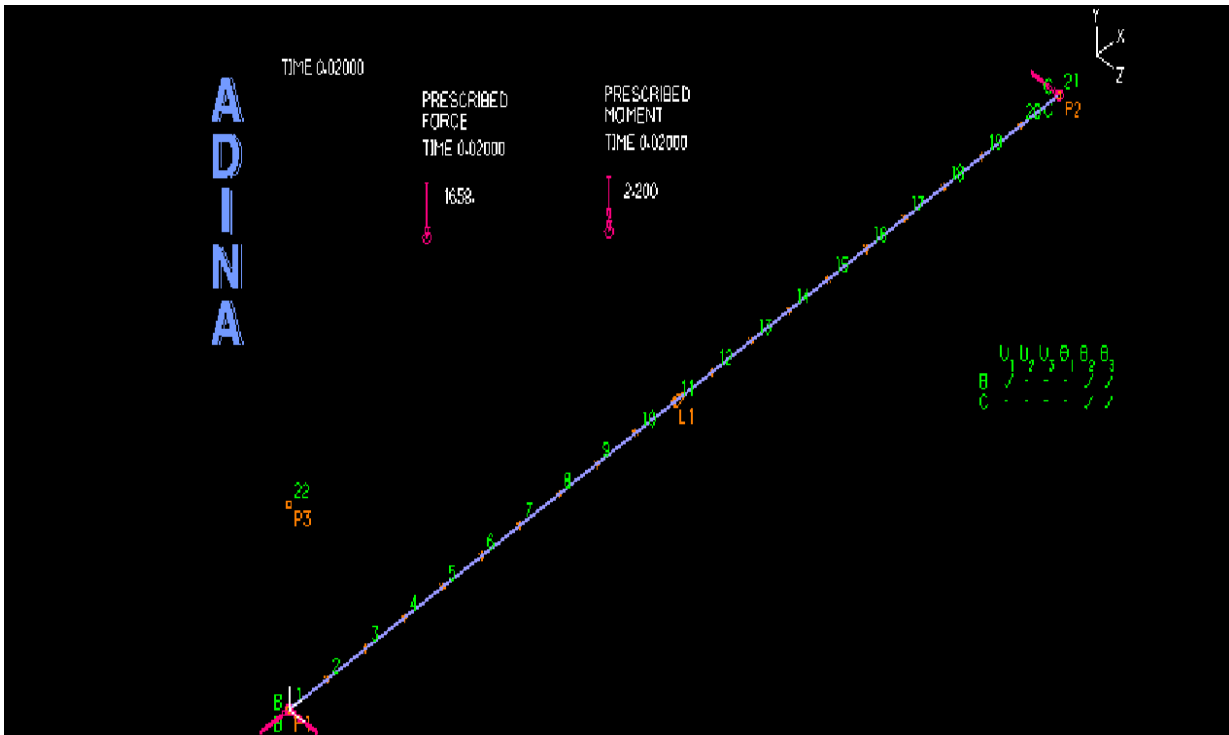 ADINA
TIME 0.02000
PRESCRIBED
FORCE
TIME 0.02000
1658.
PRESCRIBED
MOMENT
TIME 0.02000
2.200
Y
X
Z
21
P2
C
C
20
19
18
17
16
15
14
13
12
11
L1
10
9
8
7
6
5
4
3
2
1
B
B
P1
22
P3
U1 U2 U3 θ1 θ2 θ3
B / - - - / /
C - - - - / /